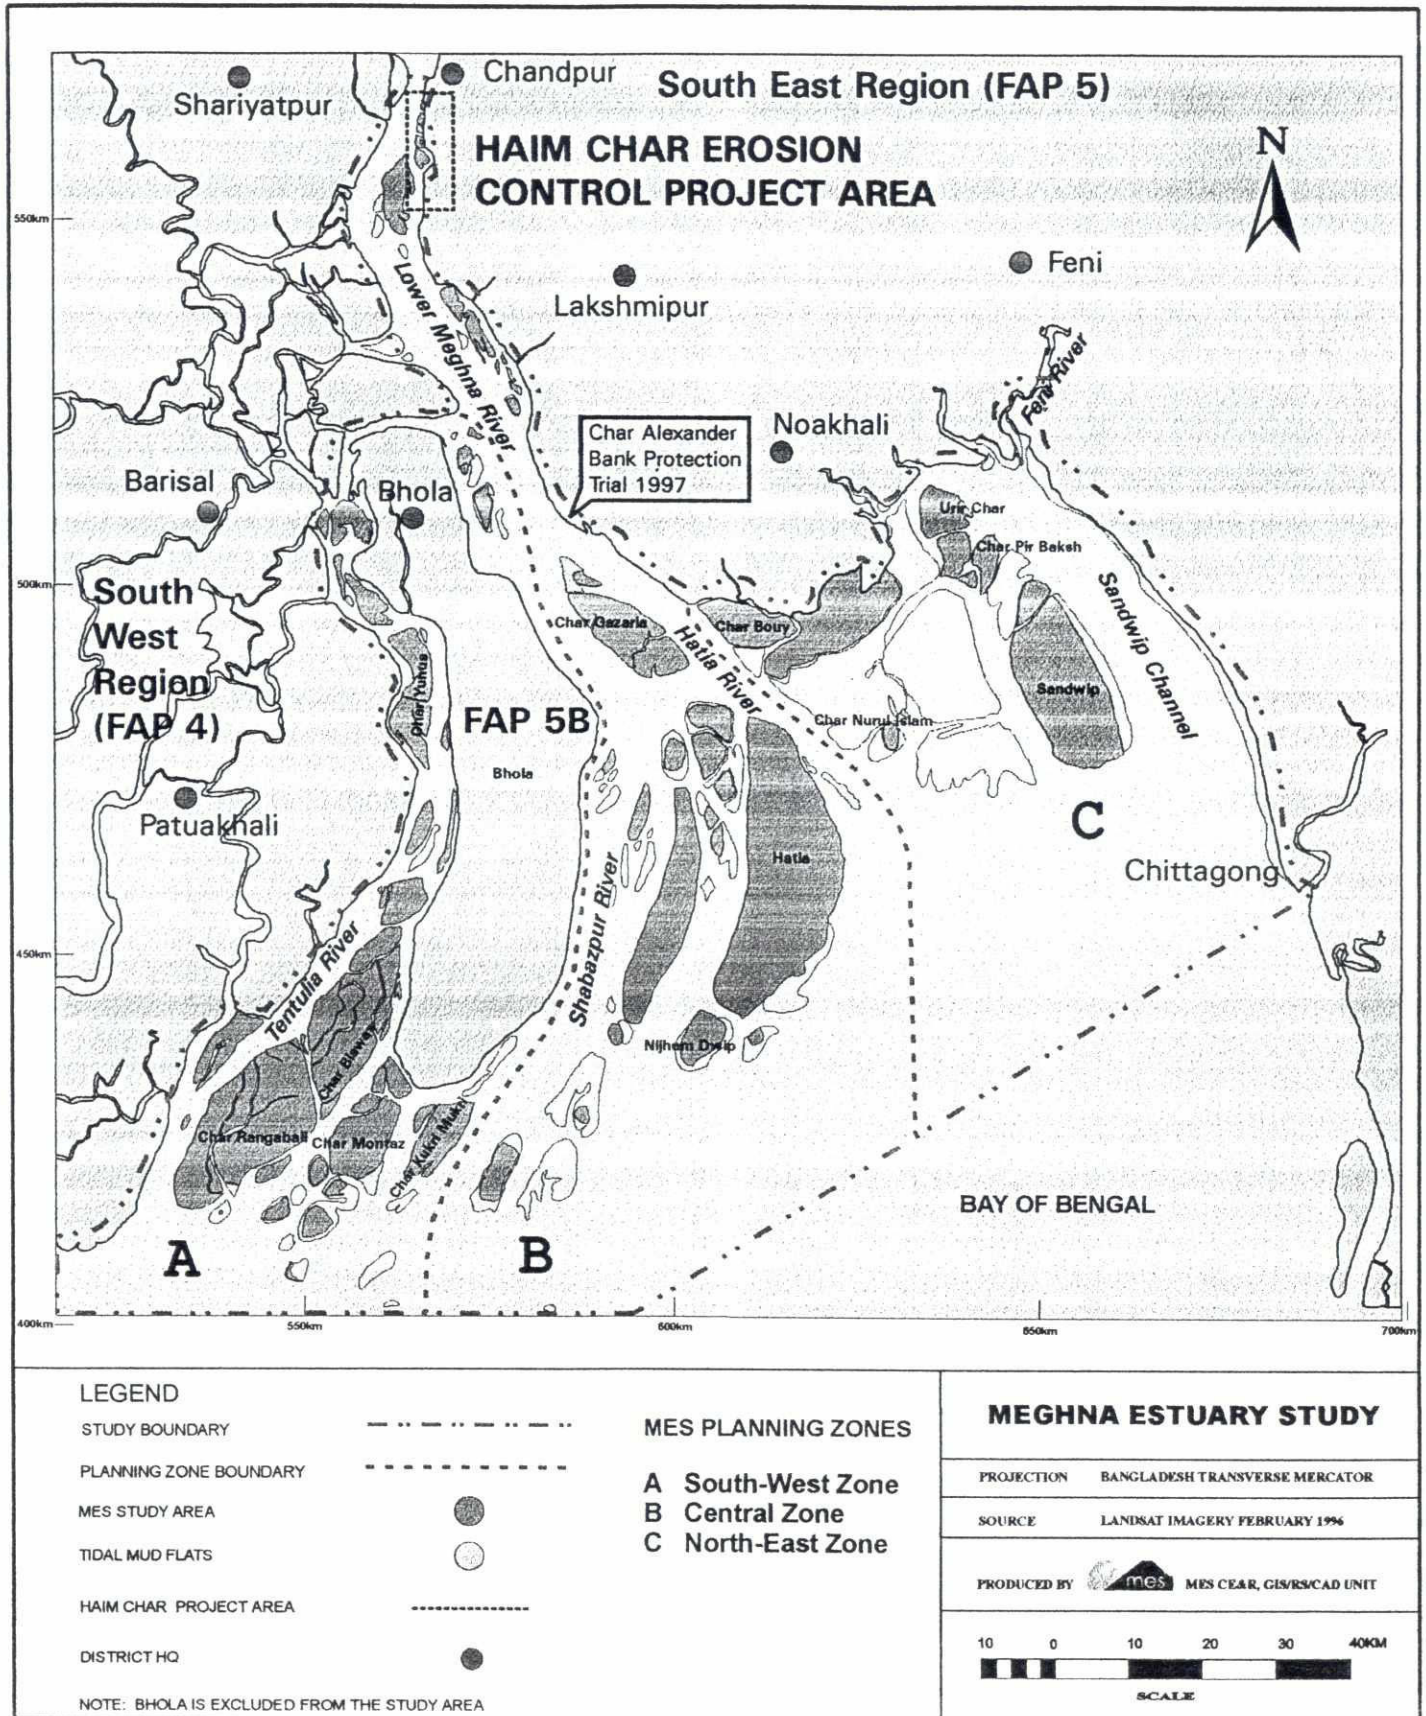 Chandpur
South East Region (FAP 5)
Shariyatpur
HAIM CHAR EROSION
CONTROL PROJECT AREA
N
550km
Feni
Lakshmipur
Lower Meghna River
Feni River
Char Alexander
Bank Protection
Trial 1997
Noakhali
Barisal
Bhola
Urir Char
Char Pir Baksh
500km
South
West
Region
(FAP 4)
Char Gazaria
Char Bouy
Hatia River
Sandwip Channel
Sandwip
Char Nurul Islam
FAP 5B
Bhola
C
Patuakhali
Hatia
Chittagong
Shabazpur River
450km
Tentulia River
Nijhem Dwip
Char Biswas
Char Rangabali
Char Montaz
Char Kukri Mukri
BAY OF BENGAL
A
B
400km
550km
600km
650km
700km
LEGEND
STUDY BOUNDARY
PLANNING ZONE BOUNDARY
MES STUDY AREA
TIDAL MUD FLATS
HAIM CHAR PROJECT AREA
DISTRICT HQ
NOTE: BHOLA IS EXCLUDED FROM THE STUDY AREA
MES PLANNING ZONES
A South-West Zone
B Central Zone
C North-East Zone
MEGHNA ESTUARY STUDY
PROJECTION BANGLADESH TRANSVERSE MERCATOR
SOURCE LANDSAT IMAGERY FEBRUARY 1996
PRODUCED BY mes MES CE&R, GIS/RS/CAD UNIT
10 0 10 20 30 40KM
SCALE